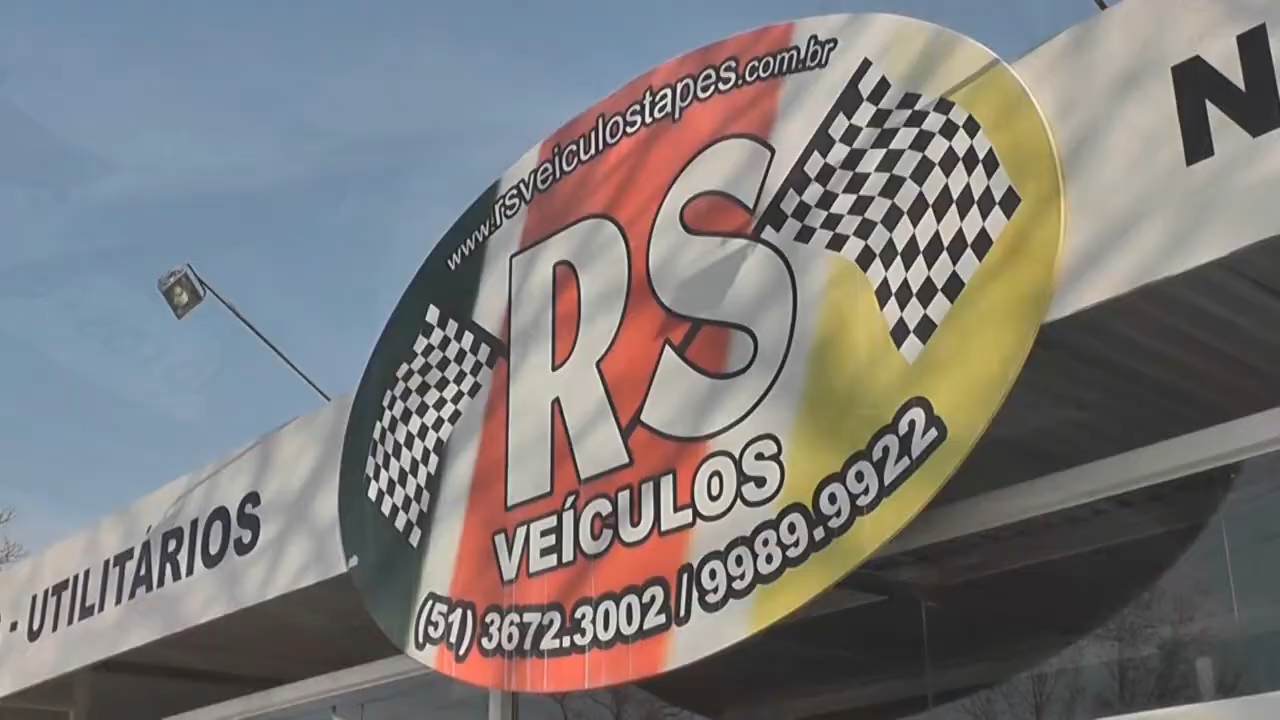 www.rsveiculostapes.com.br
RS
VEÍCULOS
(51) 3672.3002 / 9989.9922
- UTILITÁRIOS
N